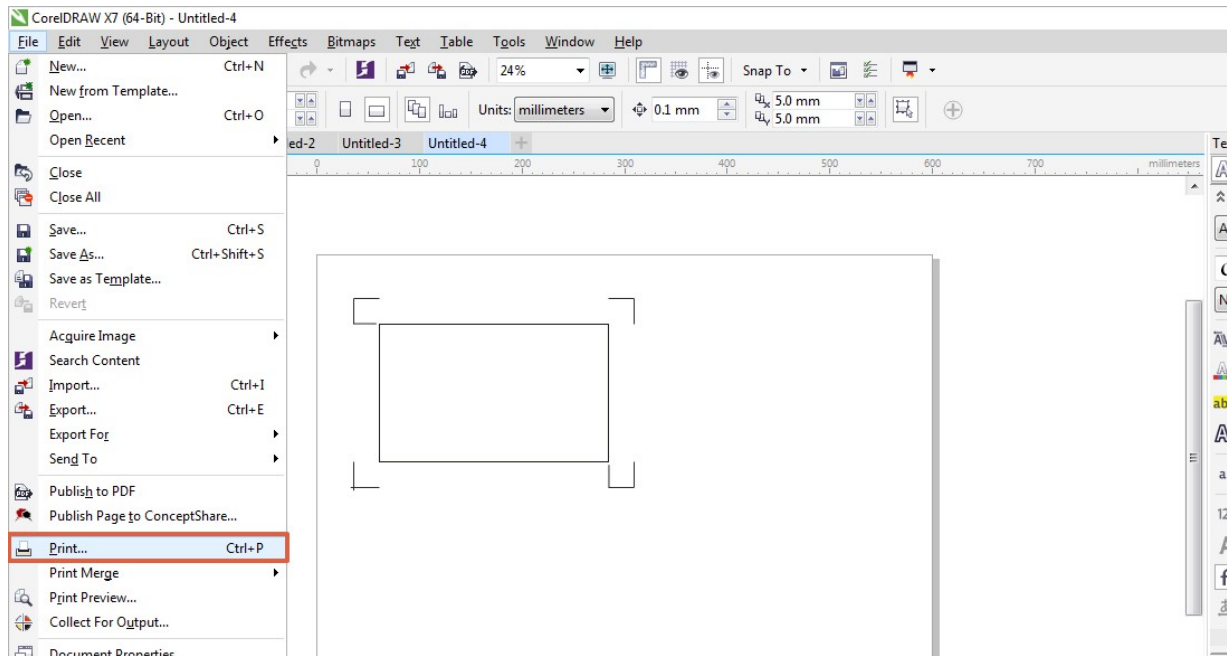 CorelDRAW X7 (64-Bit) - Untitled-4
File Edit View Layout Object Effects Bitmaps Text Table Tools Window Help
New... Ctrl+N
24% Snap To
New from Template...
Open... Ctrl+O
Units: millimeters 0.1 mm 5.0 mm
5.0 mm
Open Recent
ed-2 Untitled-3 Untitled-4
Te
0 100 200 300 400 500 600 700 millimeters
Close
Close All
Save... Ctrl+S
Save As... Ctrl+Shift+S
Save as Template...
Revert
Acquire Image
Search Content
Import... Ctrl+I
Export... Ctrl+E
ab
Export For
Send To
Publish to PDF
Publish Page to ConceptShare...
12
Print... Ctrl+P
Print Merge
Print Preview...
Collect For Output...
Document Properties